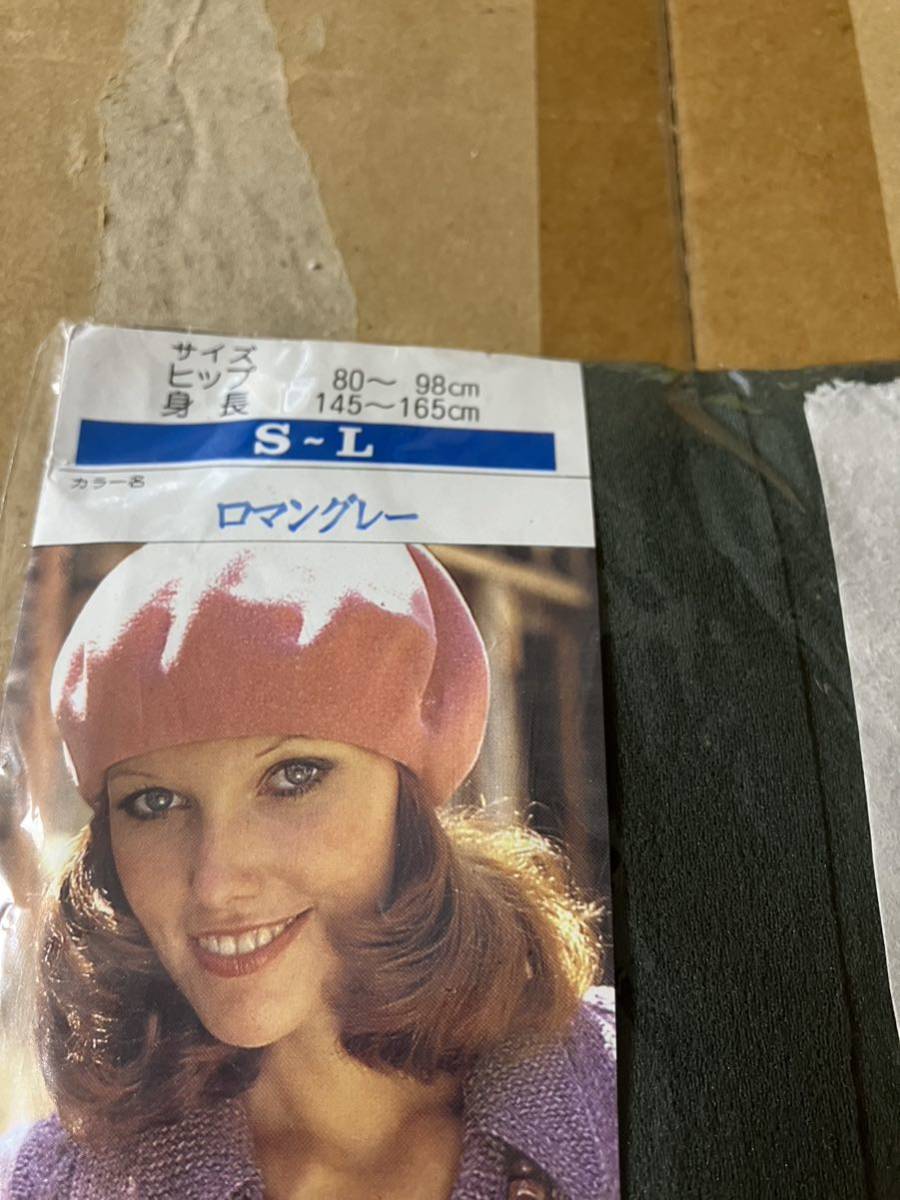 サイズ
ヒップ 80〜 98cm
身長 145〜165cm
S~L
カラー名
ロマングレー